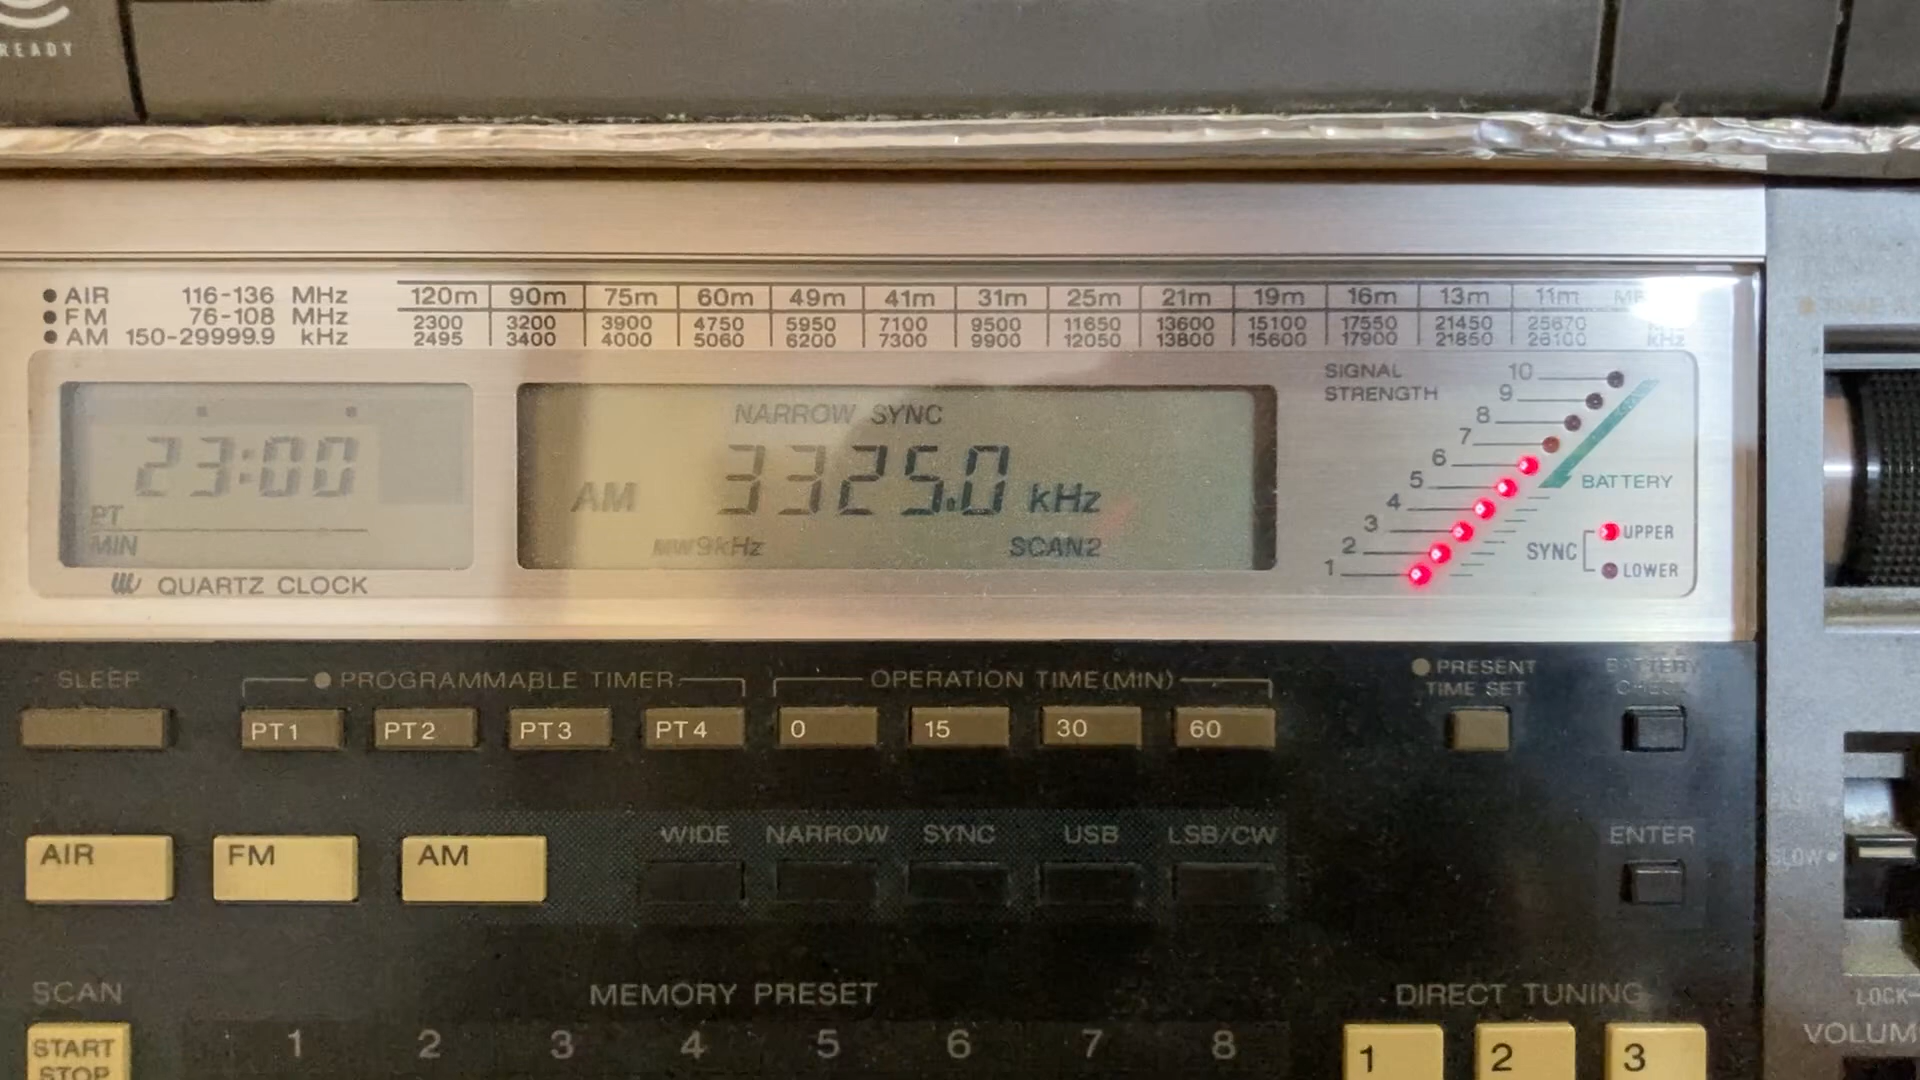 READY
AIR 116-136 MHz
FM 76-108 MHz
AM 150-29999.9 kHz
120m 90m 75m 60m 49m 41m 31m 25m 21m 19m 16m 13m 11m
2300 3200 3900 4750 5950 7100 9500 11650 13600 15100 17550 21450 25670
2495 3400 4000 5060 6200 7300 9900 12050 13800 15600 17900 21850 26100 kHz
23:00
PT
MIN
QUARTZ CLOCK
NARROW SYNC
AM 3325.0 kHz
MW9kHz SCAN2
SIGNAL
STRENGTH
10
9
8
7
6
5
4
3
2
1
BATTERY
SYNC
UPPER
LOWER
SLEEP
PROGRAMMABLE TIMER
OPERATION TIME(MIN)
PRESENT
TIME SET
BATTERY
CHECK
PT1 PT2 PT3 PT4 0 15 30 60
WIDE NARROW SYNC USB LSB/CW
ENTER
AIR FM AM
SLOW
SCAN
MEMORY PRESET
DIRECT TUNING
LOCK
VOLUM
START
STOP
1 2 3 4 5 6 7 8
1 2 3